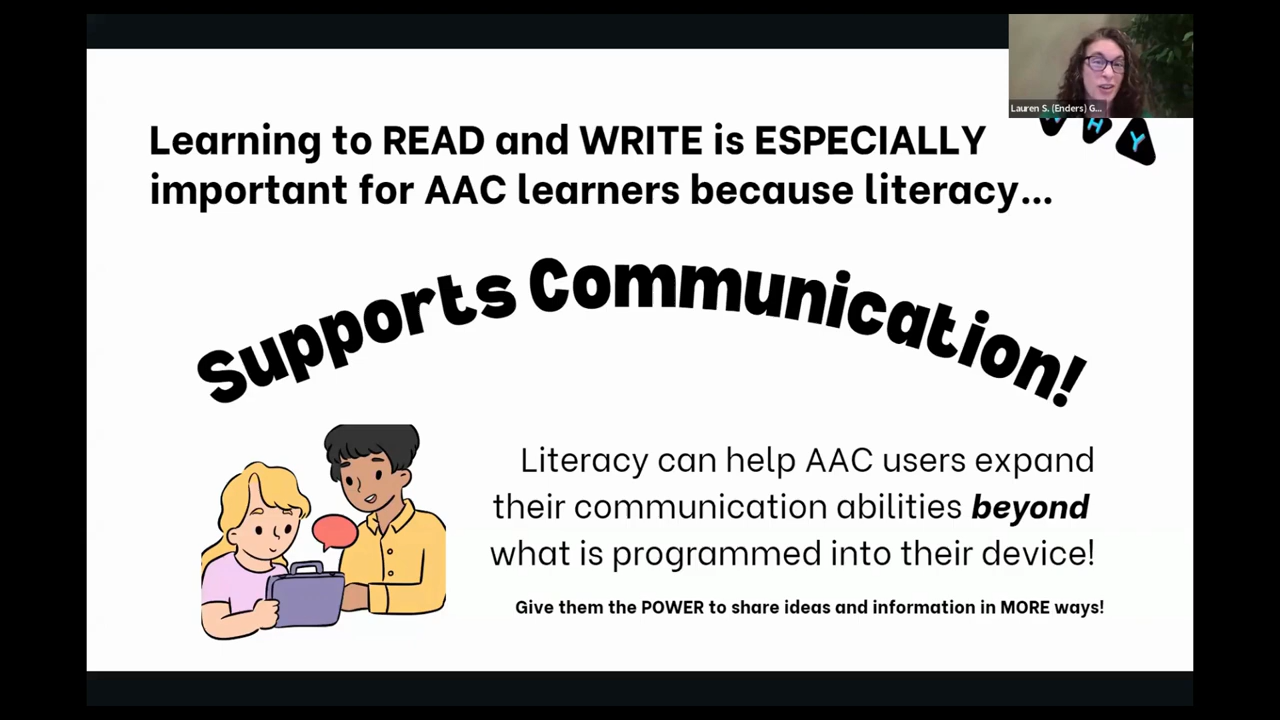 Lauren S. (Enders) G...
WHY
Learning to READ and WRITE is ESPECIALLY
important for AAC learners because literacy...
Supports Communication!
Literacy can help AAC users expand
their communication abilities beyond
what is programmed into their device!
Give them the POWER to share ideas and information in MORE ways!